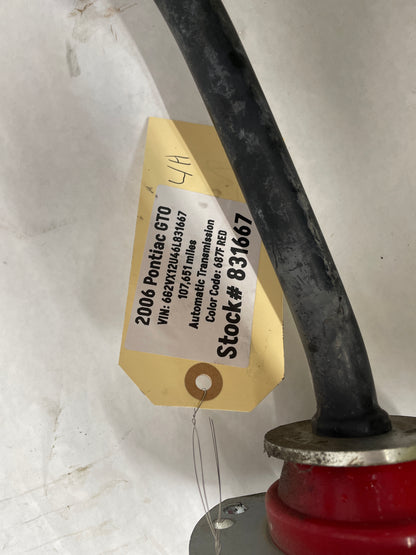 4H
2006 Pontiac GTO
VIN: 6G2VX12U46L831667
107,651 miles
Automatic Transmission
Color Code: 687F RED
Stock# 831667